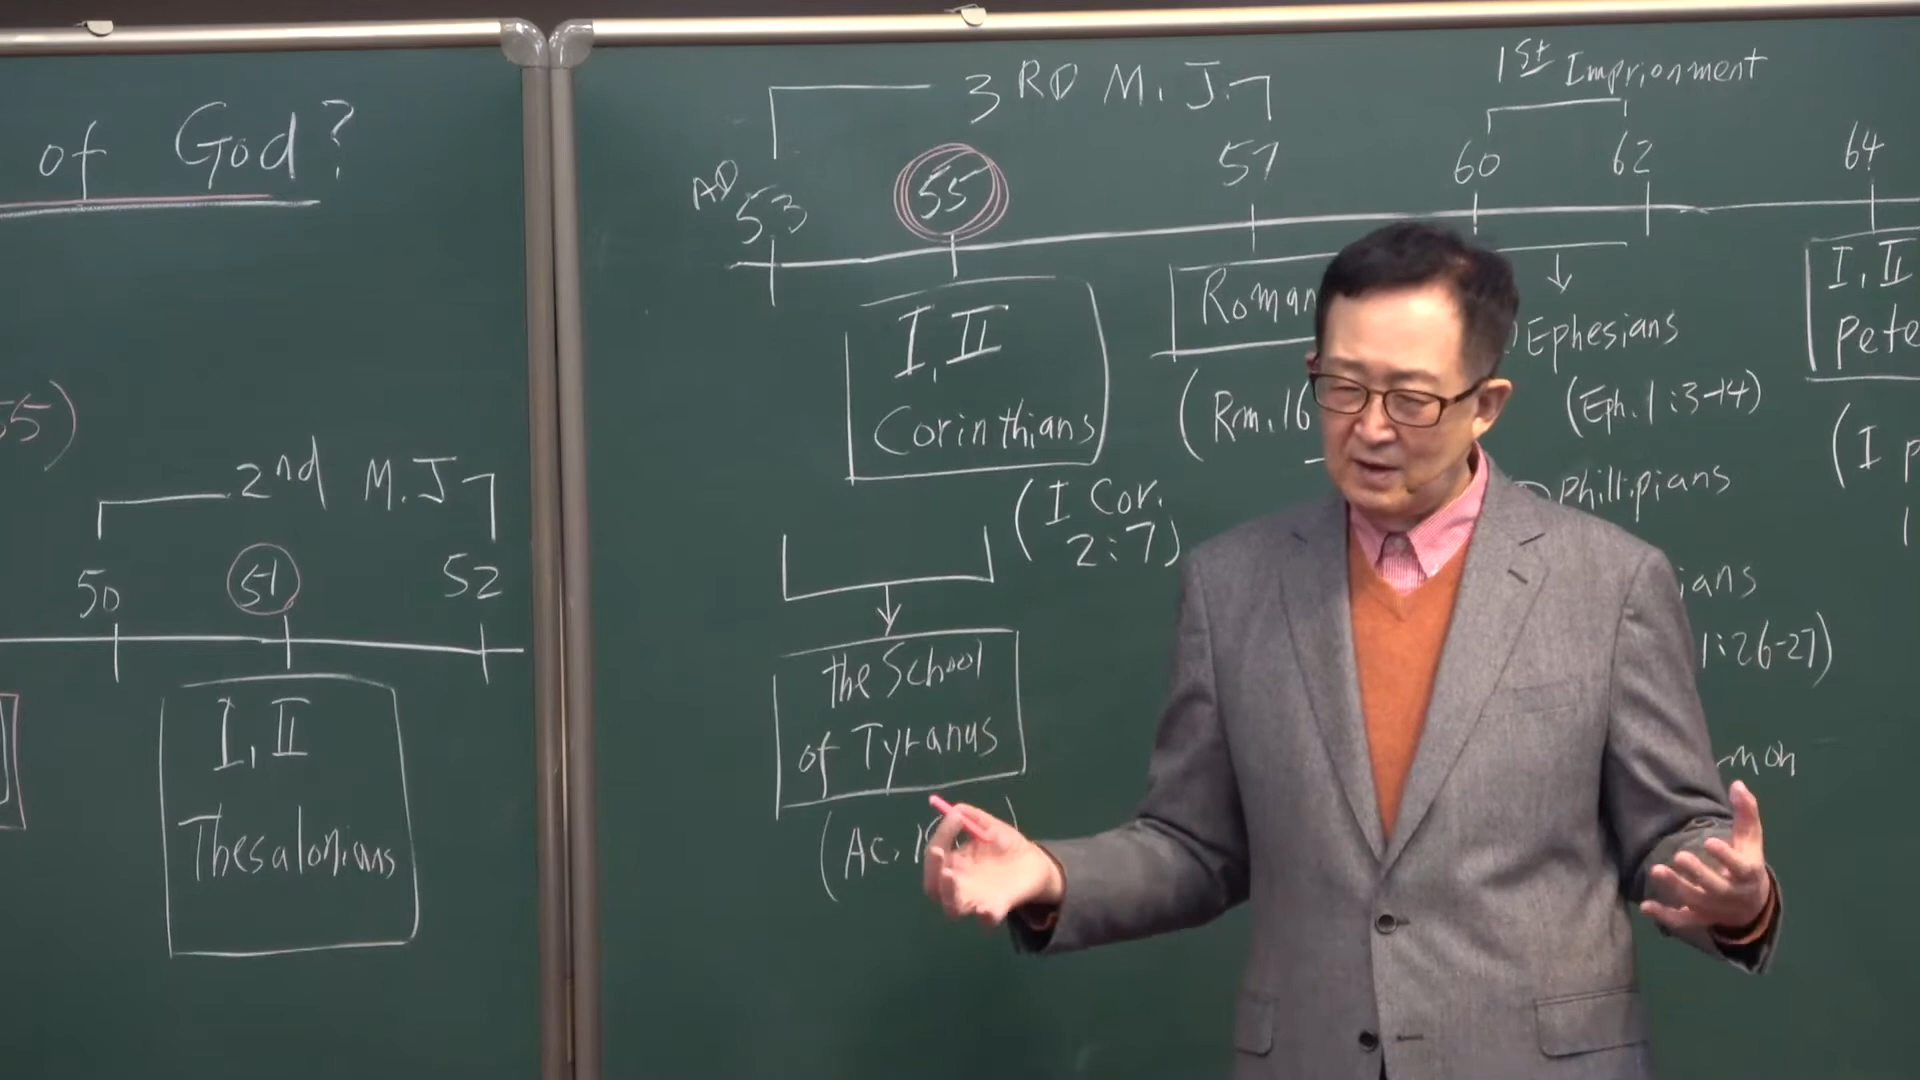 of God?
55)
2nd M.J.
50
51
52
I, II
Thesalonians
3RD M. J.
AD
53
55
57
1st Imprionment
60
62
64
I, II
Corinthians
(I Cor.
2:7)
the School
of Tyranus
(Ac.
Roman
(Rm.16
Ephesians
(Eph.1:3-14)
Phillipians
ians
1:26-27)
mon
I, II
Pete
(I P
1